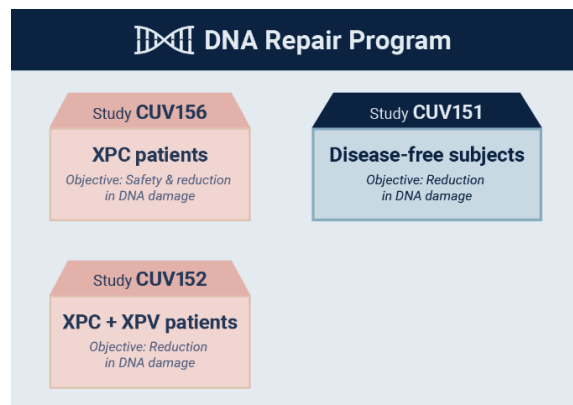 DNA Repair Program
Study CUV156
XPC patients
Objective: Safety & reduction
in DNA damage
Study CUV151
Disease-free subjects
Objective: Reduction
in DNA damage
Study CUV152
XPC + XPV patients
Objective: Reduction
in DNA damage